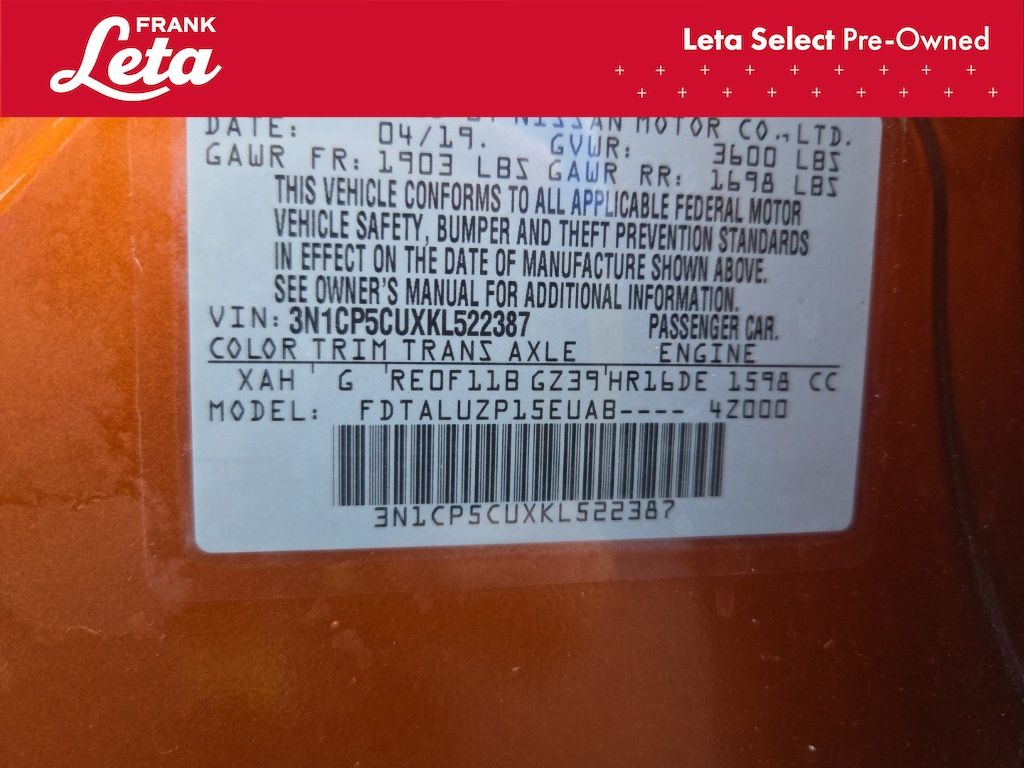 FRANK
Leta
Leta Select Pre-Owned
NISSAN MOTOR CO.,LTD.
DATE: 04/19. GVWR: 3600 LBS
GAWR FR: 1903 LBS GAWR RR: 1698 LBS
THIS VEHICLE CONFORMS TO ALL APPLICABLE FEDERAL MOTOR
VEHICLE SAFETY, BUMPER AND THEFT PREVENTION STANDARDS
IN EFFECT ON THE DATE OF MANUFACTURE SHOWN ABOVE.
SEE OWNER'S MANUAL FOR ADDITIONAL INFORMATION.
VIN: 3N1CP5CUXKL522387 PASSENGER CAR.
COLOR TRIM TRANS AXLE ENGINE
XAH G RE0F11B GZ39 HR16DE 1598 CC
MODEL: FDTALUZP15EUAB---- 4Z000
3N1CP5CUXKL522387